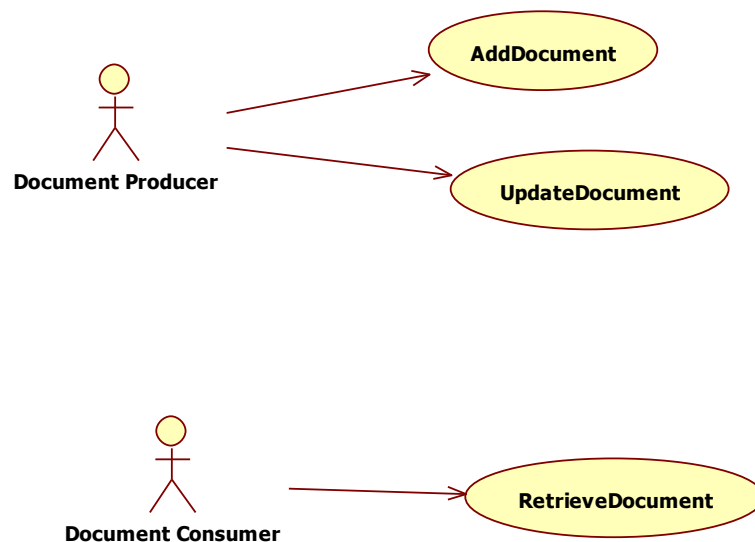 AddDocument
Document Producer
UpdateDocument
RetrieveDocument
Document Consumer